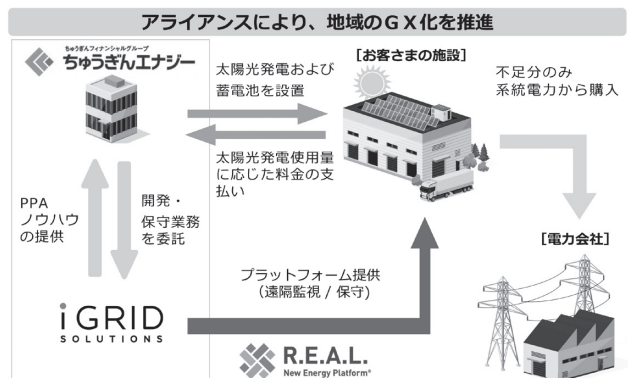 アライアンスにより、地域のＧＸ化を推進
ちゅうぎんフィナンシャルグループ
ちゅうぎんエナジー
太陽光発電および
蓄電池を設置
太陽光発電使用量
に応じた料金の支
払い
［お客さまの施設］
不足分のみ
系統電力から購入
PPA
ノウハウ
の提供
開発・
保守業務
を委託
［電力会社］
プラットフォーム提供
（遠隔監視 / 保守)
iGRID
SOLUTIONS
R.E.A.L.
New Energy Platform®